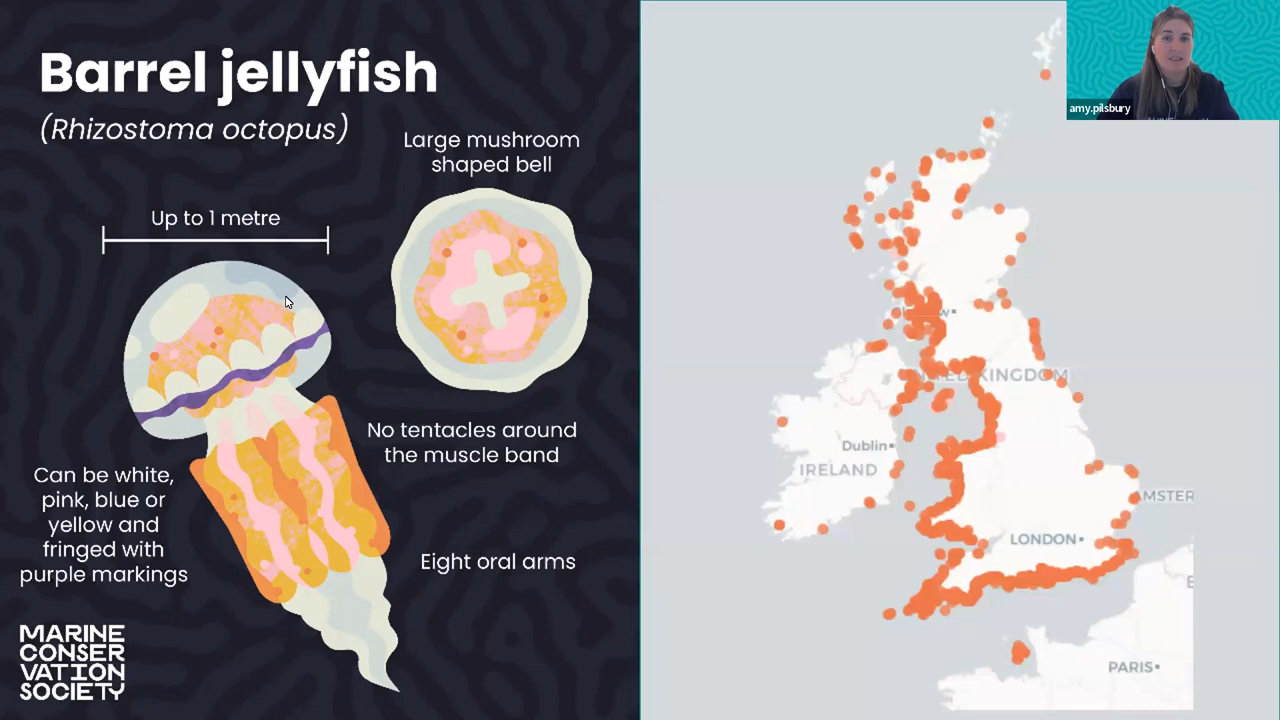 Barrel jellyfish
(Rhizostoma octopus)
Large mushroom
shaped bell
Up to 1 metre
No tentacles around
the muscle band
Can be white,
pink, blue or
yellow and
fringed with
purple markings
Eight oral arms
MARINE
CONSER
VATION
SOCIETY
amy.pilsbury
KINGDOM
Dublin
IRELAND
AMSTER
LONDON
PARIS